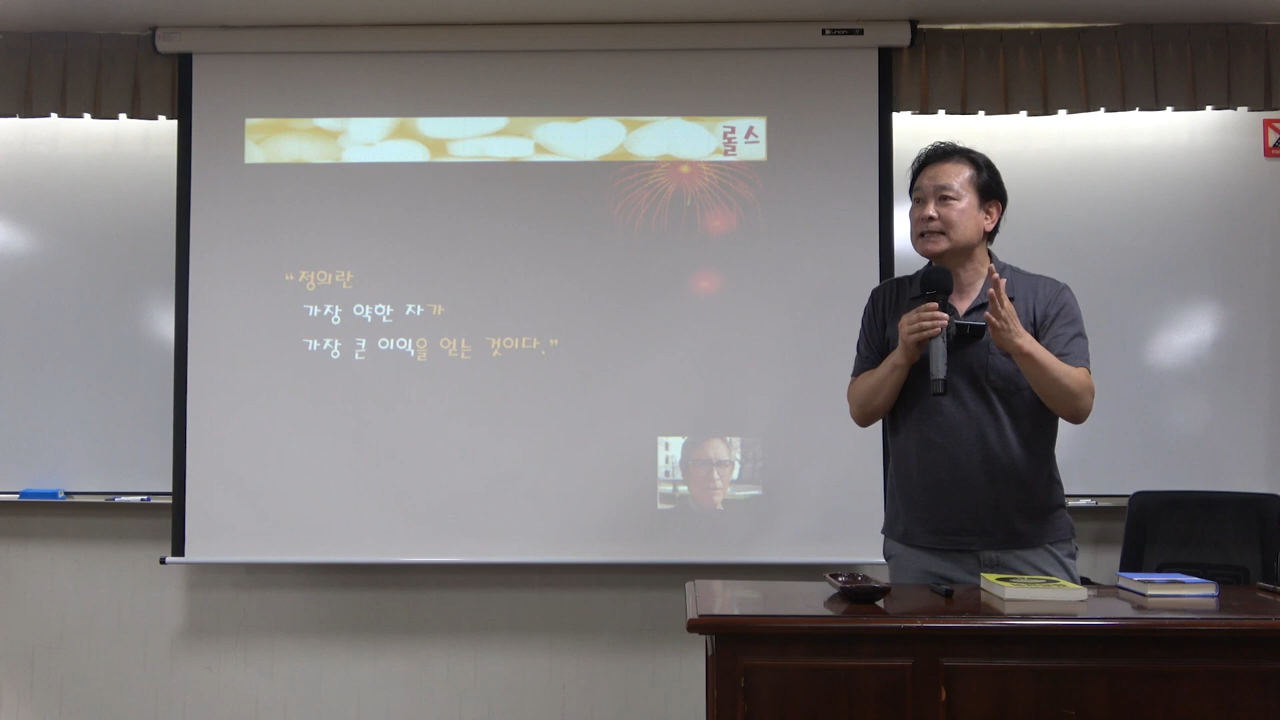 롤스
“정의란
가장 약한 자가
가장 큰 이익을 얻는 것이다.”